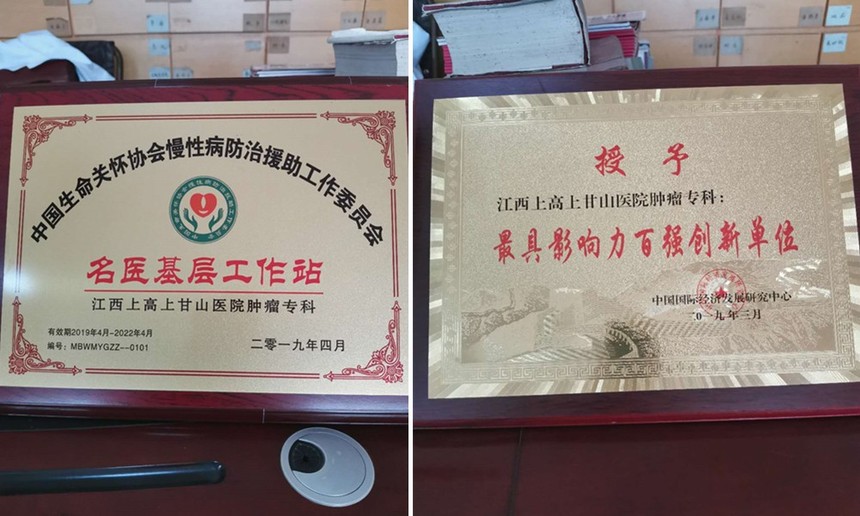 中国生命关怀协会慢性病防治援助工作委员会
名医基层工作站
江西上高上甘山医院肿瘤专科
有效期2019年4月-2022年4月
编号：MBWMYGZZ--0101
二零一九年四月
授予
江西上高上甘山医院肿瘤专科：
最具影响力百强创新单位
中国国际经济发展研究中心
二0一九年三月